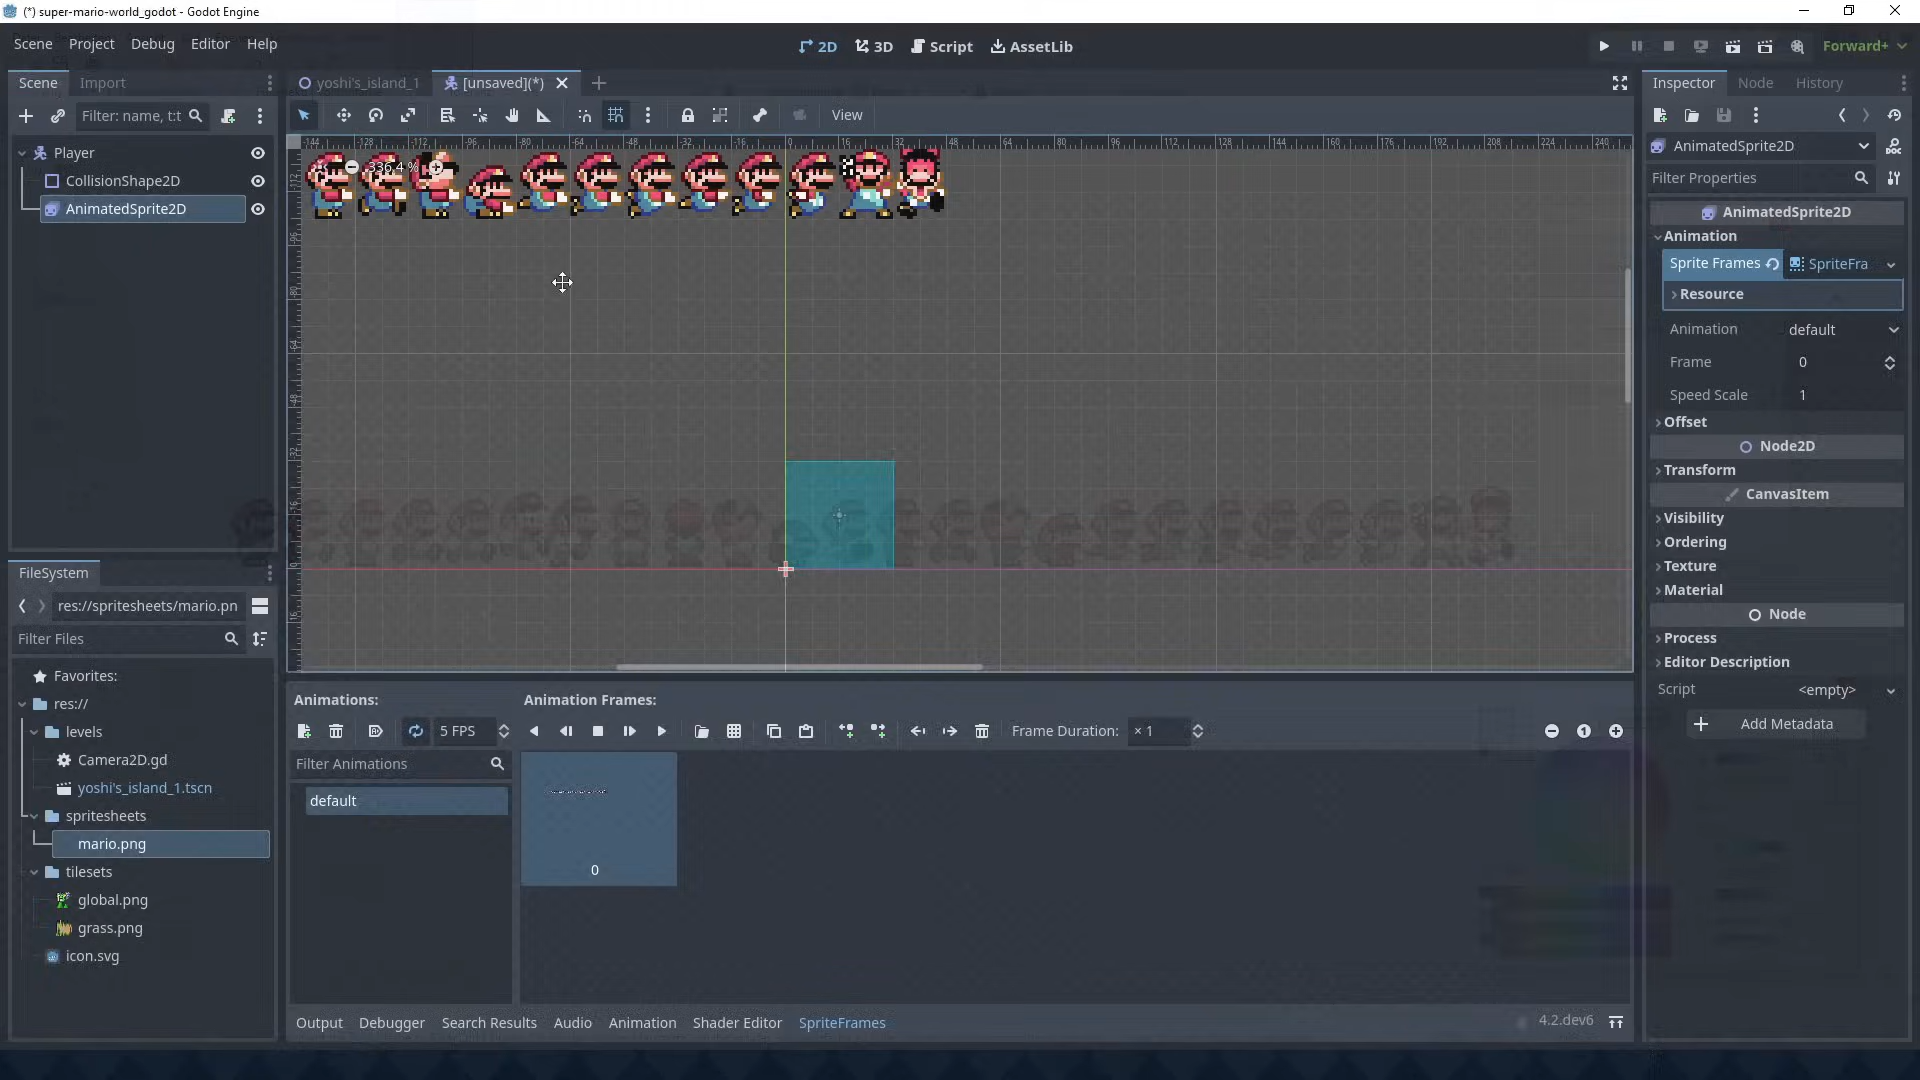 (*) super-mario-world_godot - Godot Engine
Scene Project Debug Editor Help
2D 3D Script AssetLib
Forward+
Scene Import
yoshi's_island_1 [unsaved](*)
Inspector Node History
Filter: name, t:t
View
Player
CollisionShape2D
AnimatedSprite2D
336.4 %
AnimatedSprite2D
Filter Properties
AnimatedSprite2D
Animation
Sprite Frames SpriteFra
Resource
Animation default
Frame 0
Speed Scale 1
Offset
Node2D
Transform
CanvasItem
Visibility
Ordering
Texture
Material
Node
Process
Editor Description
Script <empty>
Add Metadata
FileSystem
res://spritesheets/mario.pn
Filter Files
Favorites:
res://
levels
Camera2D.gd
yoshi's_island_1.tscn
spritesheets
mario.png
tilesets
global.png
grass.png
icon.svg
Animations: Animation Frames:
5 FPS
Frame Duration: × 1
Filter Animations
default
0
Output Debugger Search Results Audio Animation Shader Editor SpriteFrames
4.2.dev6